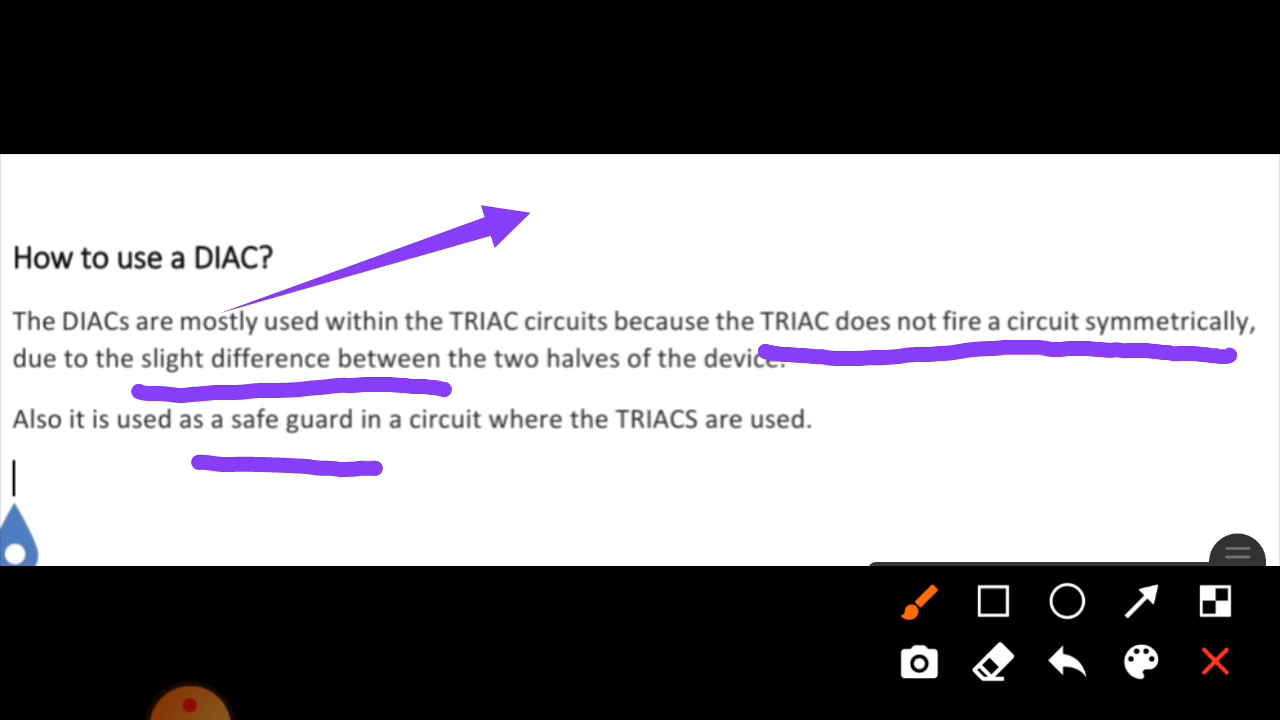 How to use a DIAC?
The DIACs are mostly used within the TRIAC circuits because the TRIAC does not fire a circuit symmetrically,
due to the slight difference between the two halves of the device.
Also it is used as a safe guard in a circuit where the TRIACS are used.